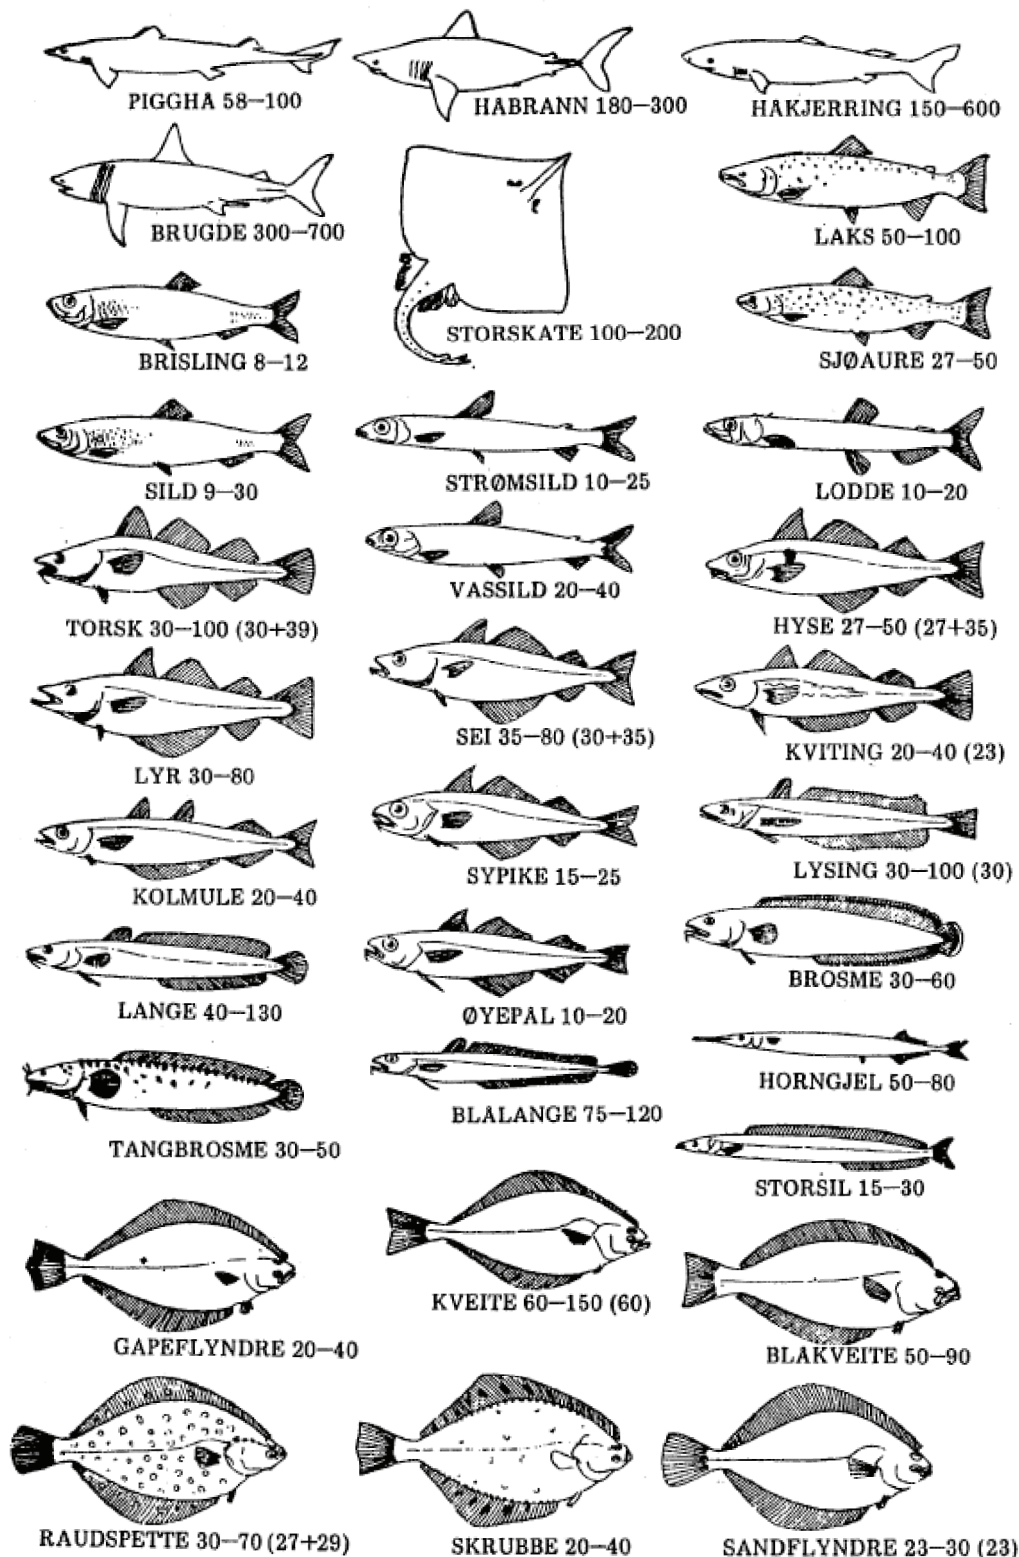 PIGGHA 58—100
HABRANN 180—300
HAKJERRING 150—600
BRUGDE 300—700
LAKS 50—100
STORSKATE 100—200
BRISLING 8—12
SJØAURE 27—50
SILD 9—30
STRØMSILD 10—25
LODDE 10—20
VASSILD 20—40
TORSK 30—100 (30+39)
HYSE 27—50 (27+35)
SEI 35—80 (30+35)
KVITING 20—40 (23)
LYR 30—80
SYPIKE 15—25
LYSING 30—100 (30)
KOLMULE 20—40
BROSME 30—60
LANGE 40—130
ØYEPAL 10—20
HORNGJEL 50—80
BLALANGE 75—120
TANGBROSME 30—50
STORSIL 15—30
KVEITE 60—150 (60)
GAPEFLYNDRE 20—40
BLAKVEITE 50—90
RAUDSPETTE 30—70 (27+29)
SKRUBBE 20—40
SANDFLYNDRE 23—30 (23)